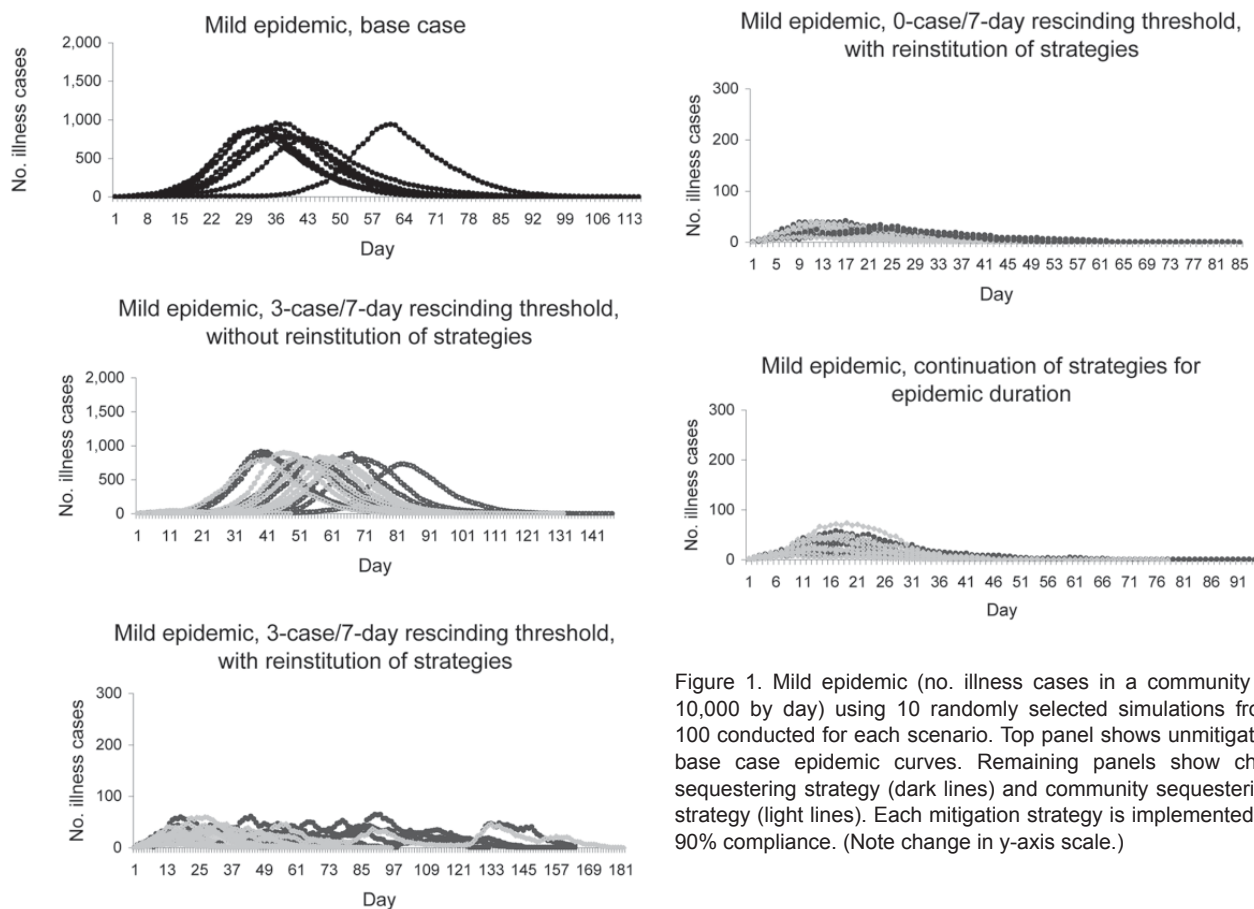 Mild epidemic, base case
No. illness cases
2,000
1,500
1,000
500
0
1 8 15 22 29 36 43 50 57 64 71 78 85 92 99 106 113
Day
Mild epidemic, 3-case/7-day rescinding threshold,
without reinstitution of strategies
No. illness cases
2,000
1,500
1,000
500
0
1 11 21 31 41 51 61 71 81 91 101 111 121 131 141
Day
Mild epidemic, 3-case/7-day rescinding threshold,
with reinstitution of strategies
No. illness cases
300
200
100
0
1 13 25 37 49 61 73 85 97 109 121 133 145 157 169 181
Day
Mild epidemic, 0-case/7-day rescinding threshold,
with reinstitution of strategies
No. illness cases
300
200
100
0
1 5 9 13 17 21 25 29 33 37 41 45 49 53 57 61 65 69 73 77 81 85
Day
Mild epidemic, continuation of strategies for
epidemic duration
No. illness cases
300
200
100
0
1 6 11 16 21 26 31 36 41 46 51 56 61 66 71 76 81 86 91
Day
Figure 1. Mild epidemic (no. illness cases in a community
10,000 by day) using 10 randomly selected simulations
100 conducted for each scenario. Top panel shows
base case epidemic curves. Remaining panels show
sequestering strategy (dark lines) and community
strategy (light lines). Each mitigation strategy is implemented
90% compliance. (Note change in y-axis scale.)